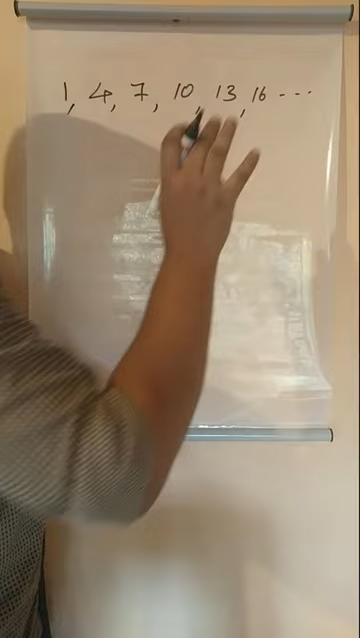 1, 4, 7, 10, 13, 16 ---